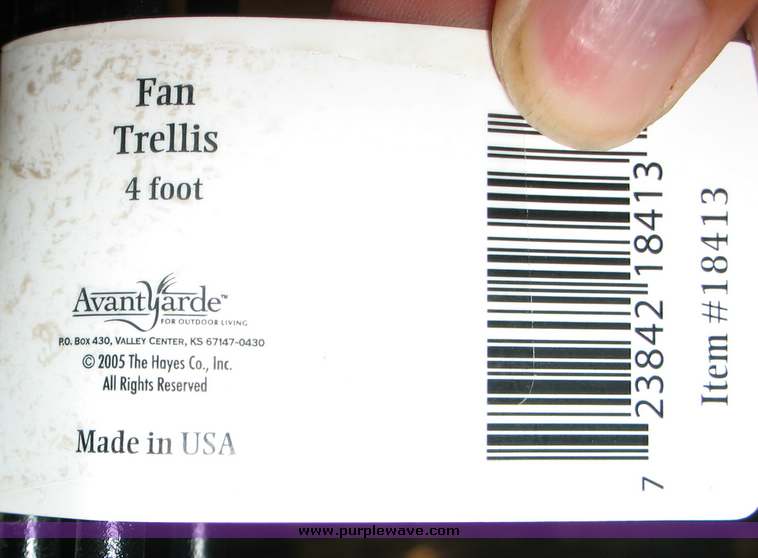 Fan
Trellis
4 foot
AvantYarde™
FOR OUTDOOR LIVING
P.O. BOX 430, VALLEY CENTER, KS 67147-0430
© 2005 The Hayes Co., Inc.
All Rights Reserved
Made in USA
7 23842 18413
Item #18413
www.purplewave.com